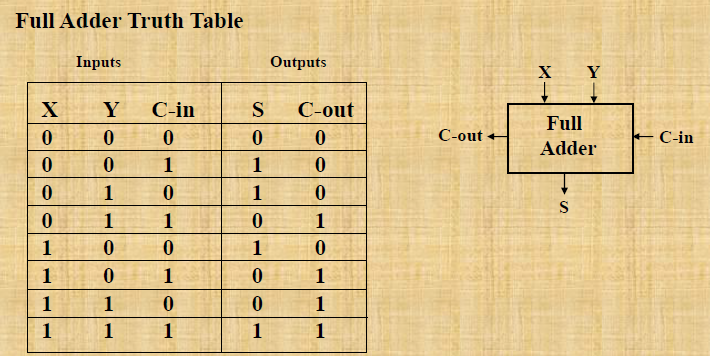 Full Adder Truth Table
Inputs Outputs
X Y C-in S C-out
0 0 0 0 0
0 0 1 1 0
0 1 0 1 0
0 1 1 0 1
1 0 0 1 0
1 0 1 0 1
1 1 0 0 1
1 1 1 1 1
X Y
C-out Full Adder C-in
S